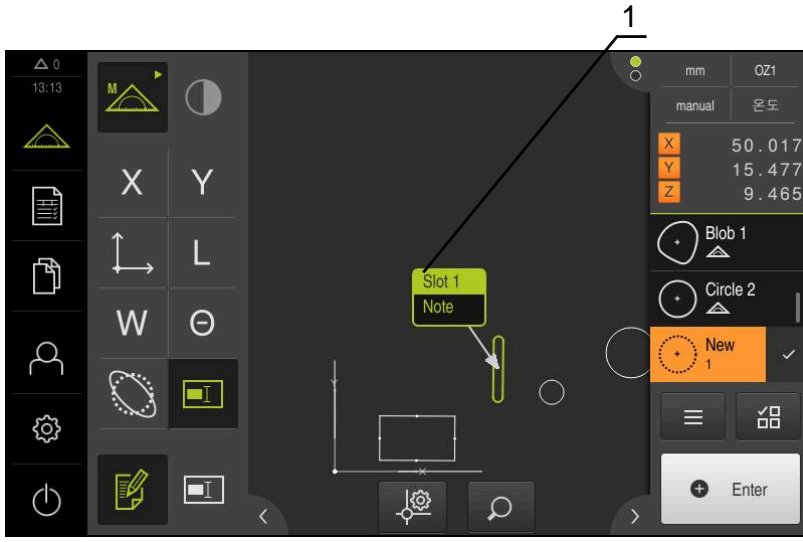 1
0
13:13
M
X
Y
L
W
Θ
I
I
Slot 1
Note
Y
X
mm
OZ1
manual
온도
X 50.017
Y 15.477
Z 9.465
Blob 1
Circle 2
New
1
Enter